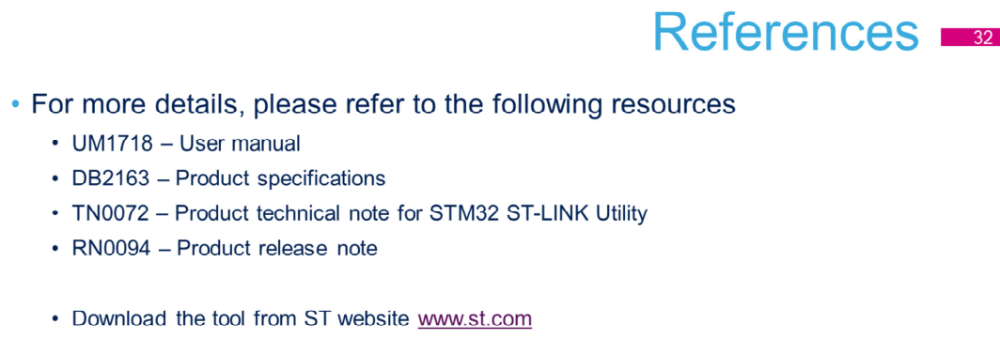 References
32
• For more details, please refer to the following resources
• UM1718 – User manual
• DB2163 – Product specifications
• TN0072 – Product technical note for STM32 ST-LINK Utility
• RN0094 – Product release note
• Download the tool from ST website www.st.com